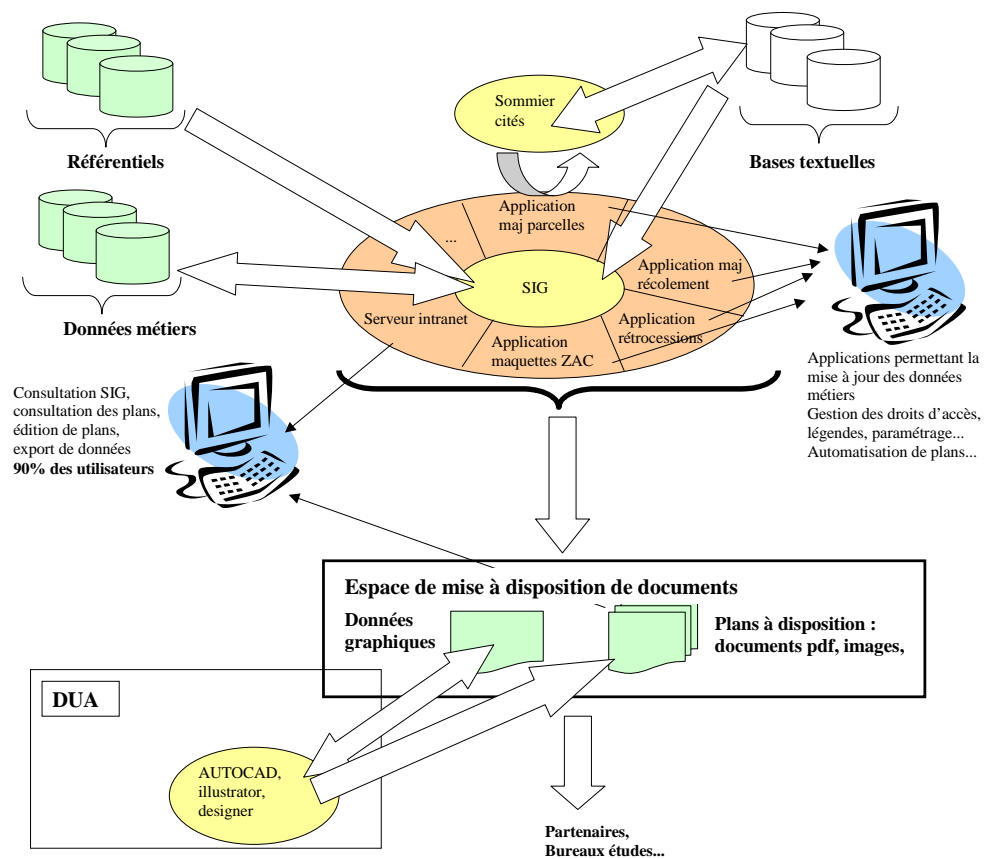 Sommier
cités
Référentiels
Bases textuelles
Application
maj parcelles
...
Application maj
récolement
SIG
Serveur intranet
Application
rétrocessions
Application
maquettes ZAC
Données métiers
Applications permettant la
mise à jour des données
métiers
Gestion des droits d’accès,
légendes, paramétrage...
Automatisation de plans...
Consultation SIG,
consultation des plans,
édition de plans,
export de données
90% des utilisateurs
Espace de mise à disposition de documents
Données
graphiques
Plans à disposition :
documents pdf, images,
DUA
AUTOCAD,
illustrator,
designer
Partenaires,
Bureaux études...